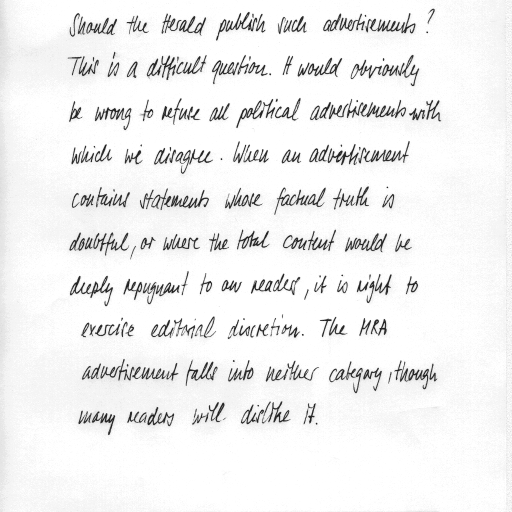 Should the Herald publish such advertisements?
This is a difficult question. It would obviously
be wrong to refuse all political advertisements with
which we disagree. When an advertisement
contains statements whose factual truth is
doubtful, or where the total content would be
deeply repugnant to our readers, it is right to
exercise editorial discretion. The MRA
advertisement falls into neither category, though
many readers will dislike it.